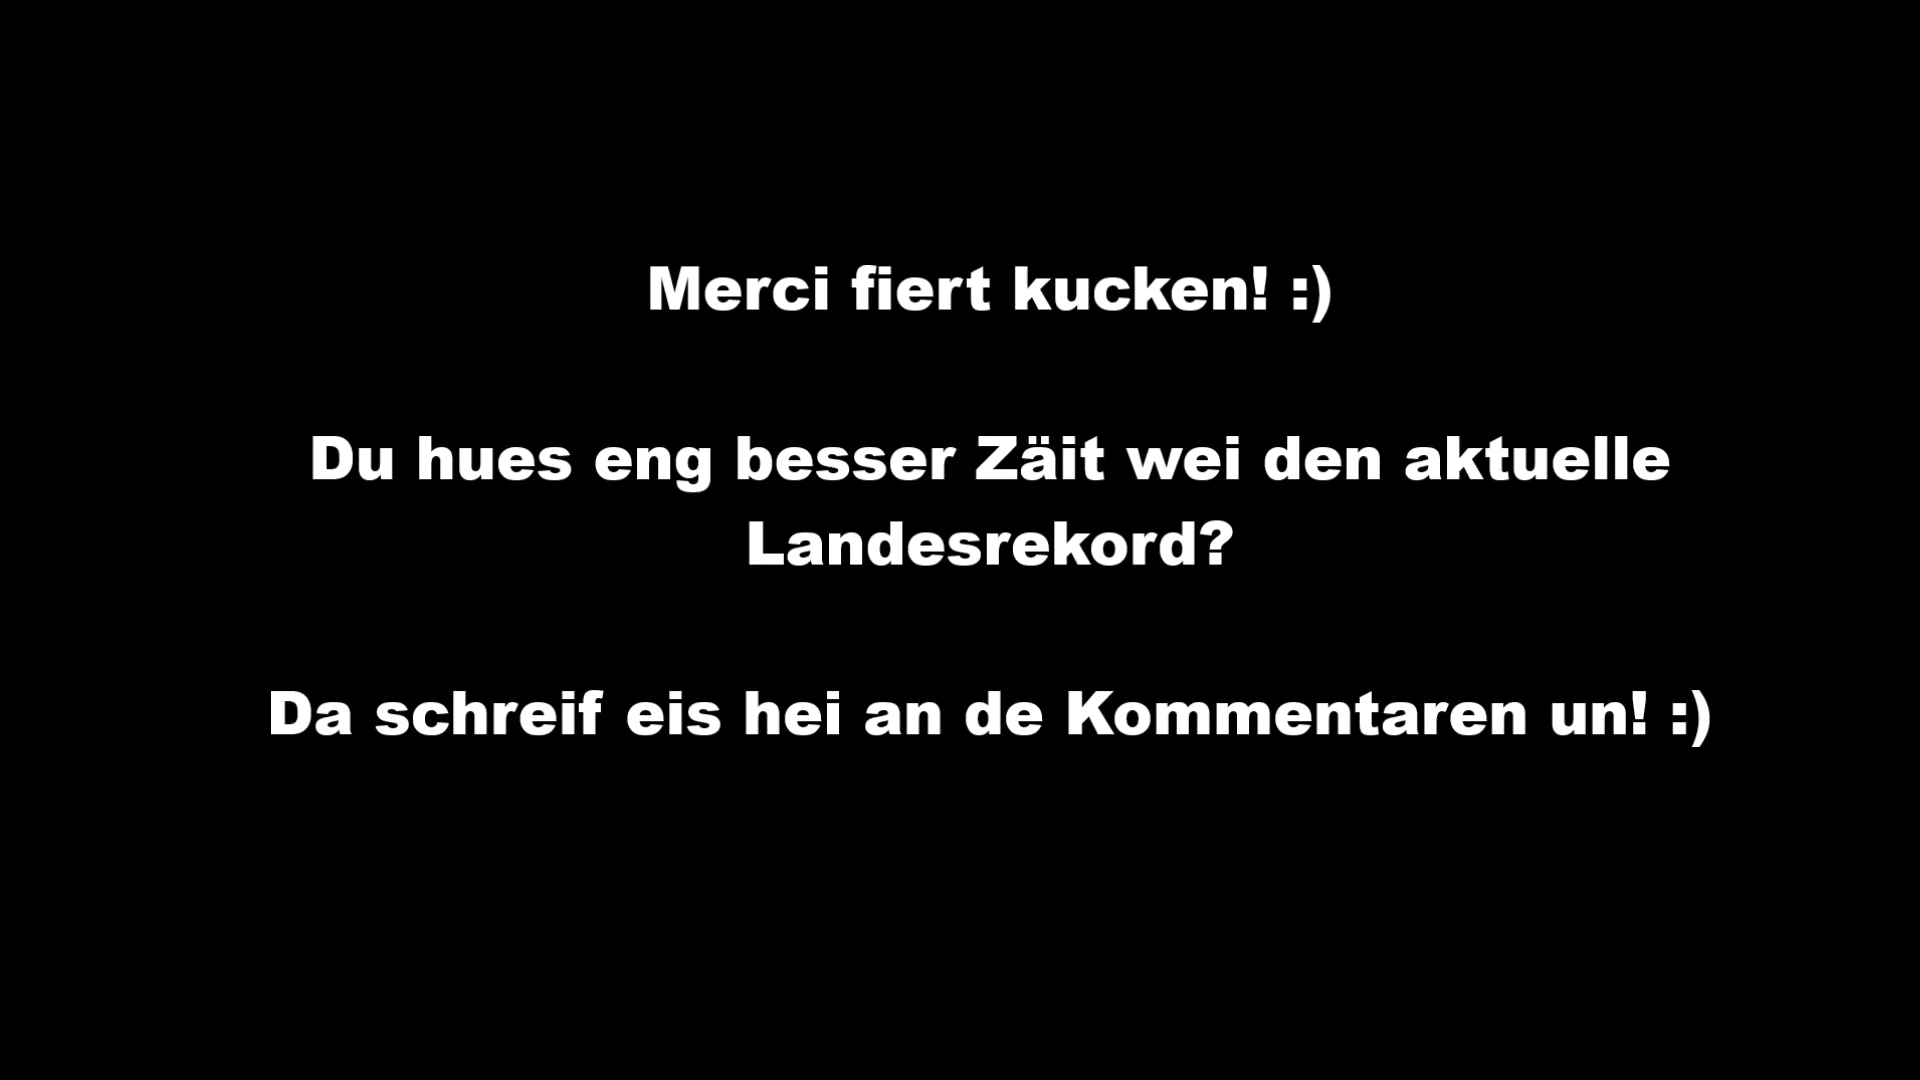 Merci fiert kucken! :)
Du hues eng besser Zäit wei den aktuelle
Landesrekord?
Da schreif eis hei an de Kommentaren un! :)